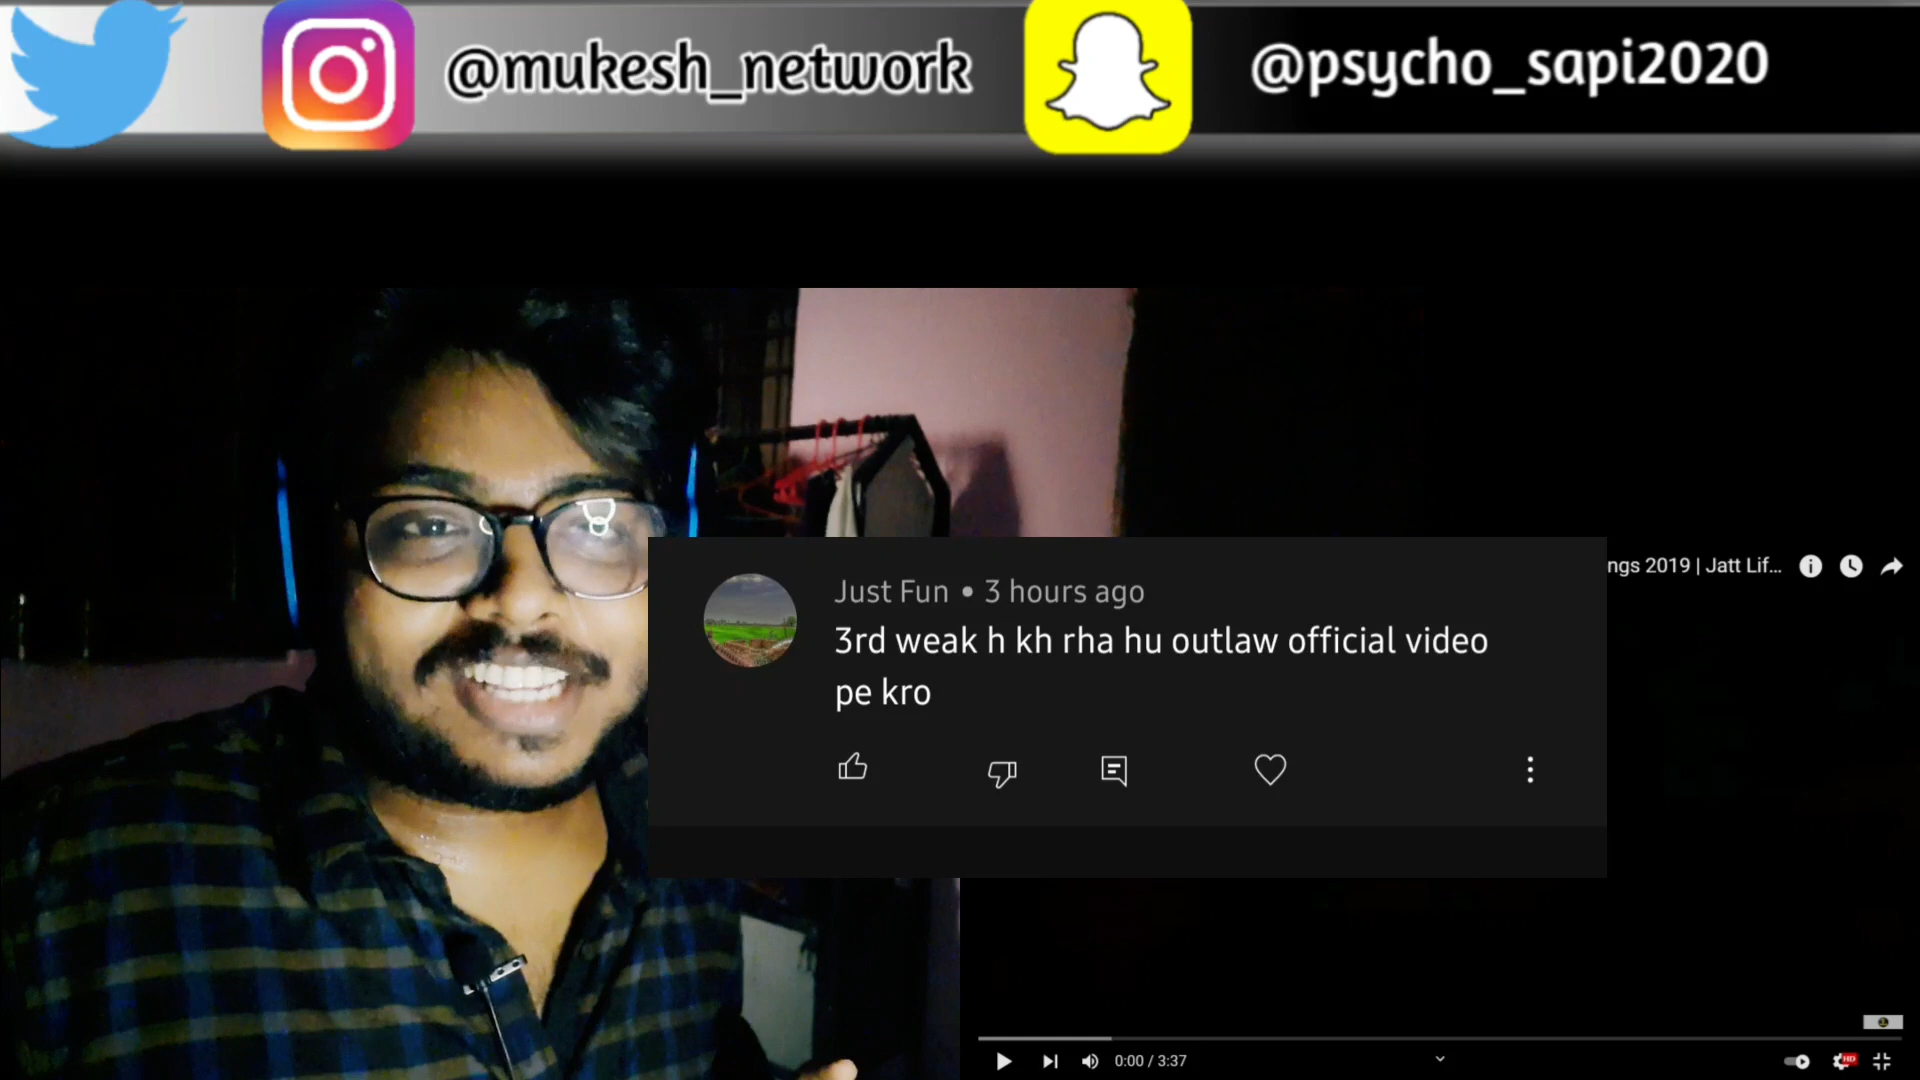 @mukesh_network
@psycho_sapi2020
ngs 2019 | Jatt Lif...
Just Fun • 3 hours ago
3rd weak h kh rha hu outlaw official video
pe kro
0:00 / 3:37
HD